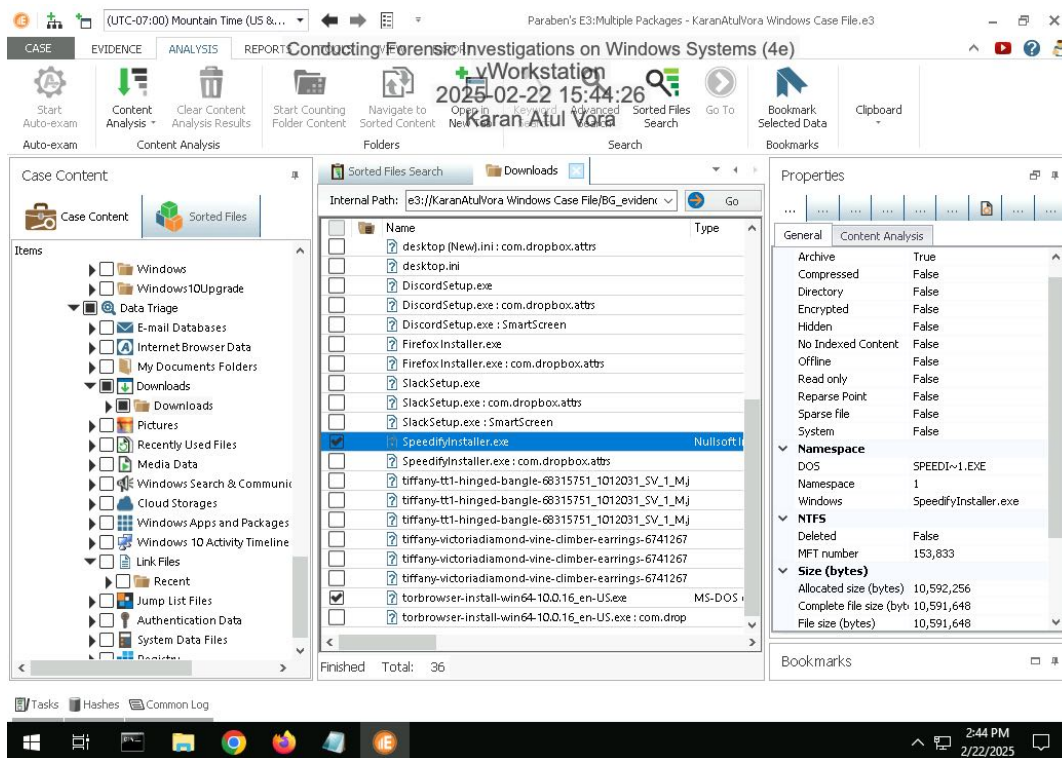 (UTC-07:00) Mountain Time (US &...
Paraben's E3:Multiple Packages - KaranAtulVora Windows Case File.e3
CASE EVIDENCE ANALYSIS REPORTS
Conducting Forensic Investigations on Windows Systems (4e)
vWorkstation
2025-02-22 15:44:26
Karan Atul Vora
Start Auto-exam
Content Analysis
Clear Content Analysis Results
Start Counting Folder Content
Navigate to Sorted Content
Open in New
Advanced
Sorted Files Search
Go To
Bookmark Selected Data
Clipboard
Auto-exam
Content Analysis
Folders
Search
Bookmarks
Case Content
Case Content
Sorted Files
Items
Windows
Windows10Upgrade
Data Triage
E-mail Databases
Internet Browser Data
My Documents Folders
Downloads
Downloads
Pictures
Recently Used Files
Media Data
Windows Search & Communic
Cloud Storages
Windows Apps and Packages
Windows 10 Activity Timeline
Link Files
Recent
Jump List Files
Authentication Data
System Data Files
Sorted Files Search
Downloads
Internal Path: e3://KaranAtulVora Windows Case File/BG_evidenc
Go
Name Type
desktop (New).ini : com.dropbox.attrs
desktop.ini
DiscordSetup.exe
DiscordSetup.exe : com.dropbox.attrs
DiscordSetup.exe : SmartScreen
Firefox Installer.exe
Firefox Installer.exe : com.dropbox.attrs
SlackSetup.exe
SlackSetup.exe : com.dropbox.attrs
SlackSetup.exe : SmartScreen
SpeedifyInstaller.exe Nullsoft In
SpeedifyInstaller.exe : com.dropbox.attrs
tiffany-tt1-hinged-bangle-68315751_1012031_SV_1_M.j
tiffany-tt1-hinged-bangle-68315751_1012031_SV_1_M.j
tiffany-tt1-hinged-bangle-68315751_1012031_SV_1_M.j
tiffany-victoriadiamond-vine-climber-earrings-6741267
tiffany-victoriadiamond-vine-climber-earrings-6741267
tiffany-victoriadiamond-vine-climber-earrings-6741267
torbrowser-install-win64-10.0.16_en-US.exe MS-DOS
torbrowser-install-win64-10.0.16_en-US.exe : com.drop
Finished Total: 36
Properties
General Content Analysis
Archive True
Compressed False
Directory False
Encrypted False
Hidden False
No Indexed Content False
Offline False
Read only False
Reparse Point False
Sparse file False
System False
Namespace
DOS SPEEDI~1.EXE
Namespace 1
Windows SpeedifyInstaller.exe
NTFS
Deleted False
MFT number 153,833
Size (bytes)
Allocated size (bytes) 10,592,256
Complete file size (byt 10,591,648
File size (bytes) 10,591,648
Bookmarks
Tasks Hashes Common Log
2:44 PM
2/22/2025